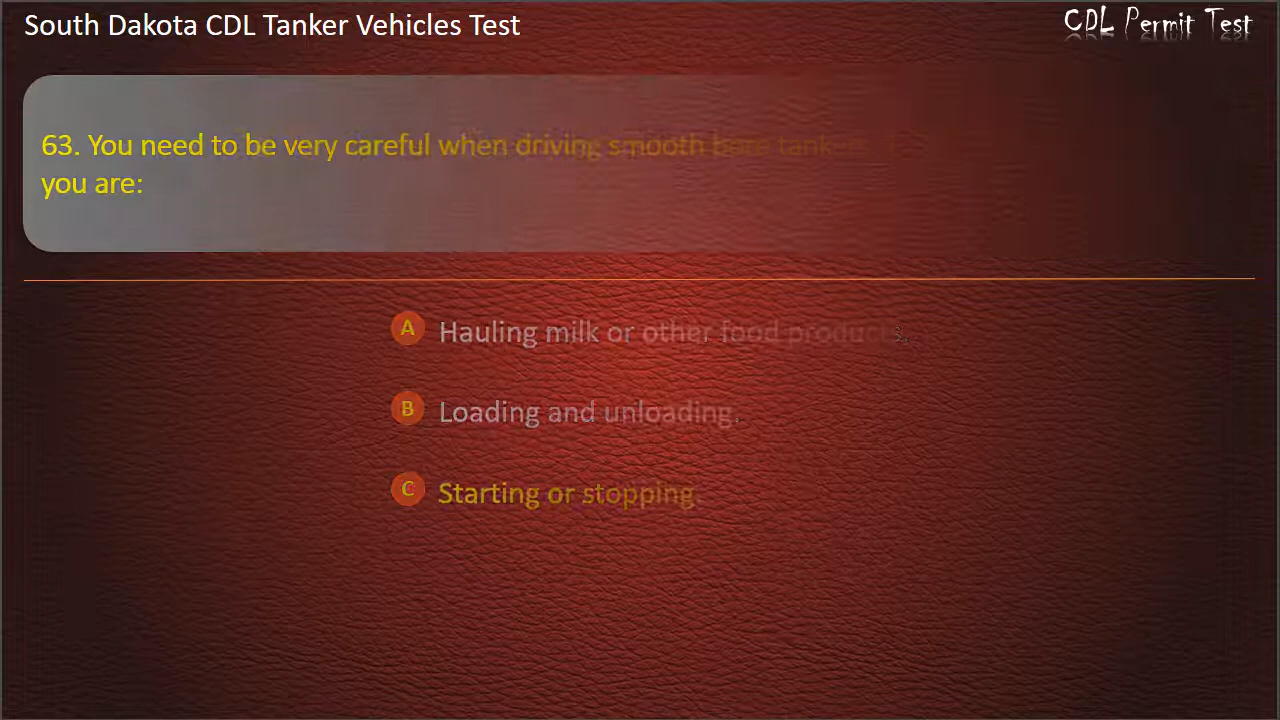 South Dakota CDL Tanker Vehicles Test
CDL Permit Test
63. You need to be very careful when driving smooth bore
you are:
A Hauling milk or other food products.
B Loading and unloading.
C Starting or stopping.